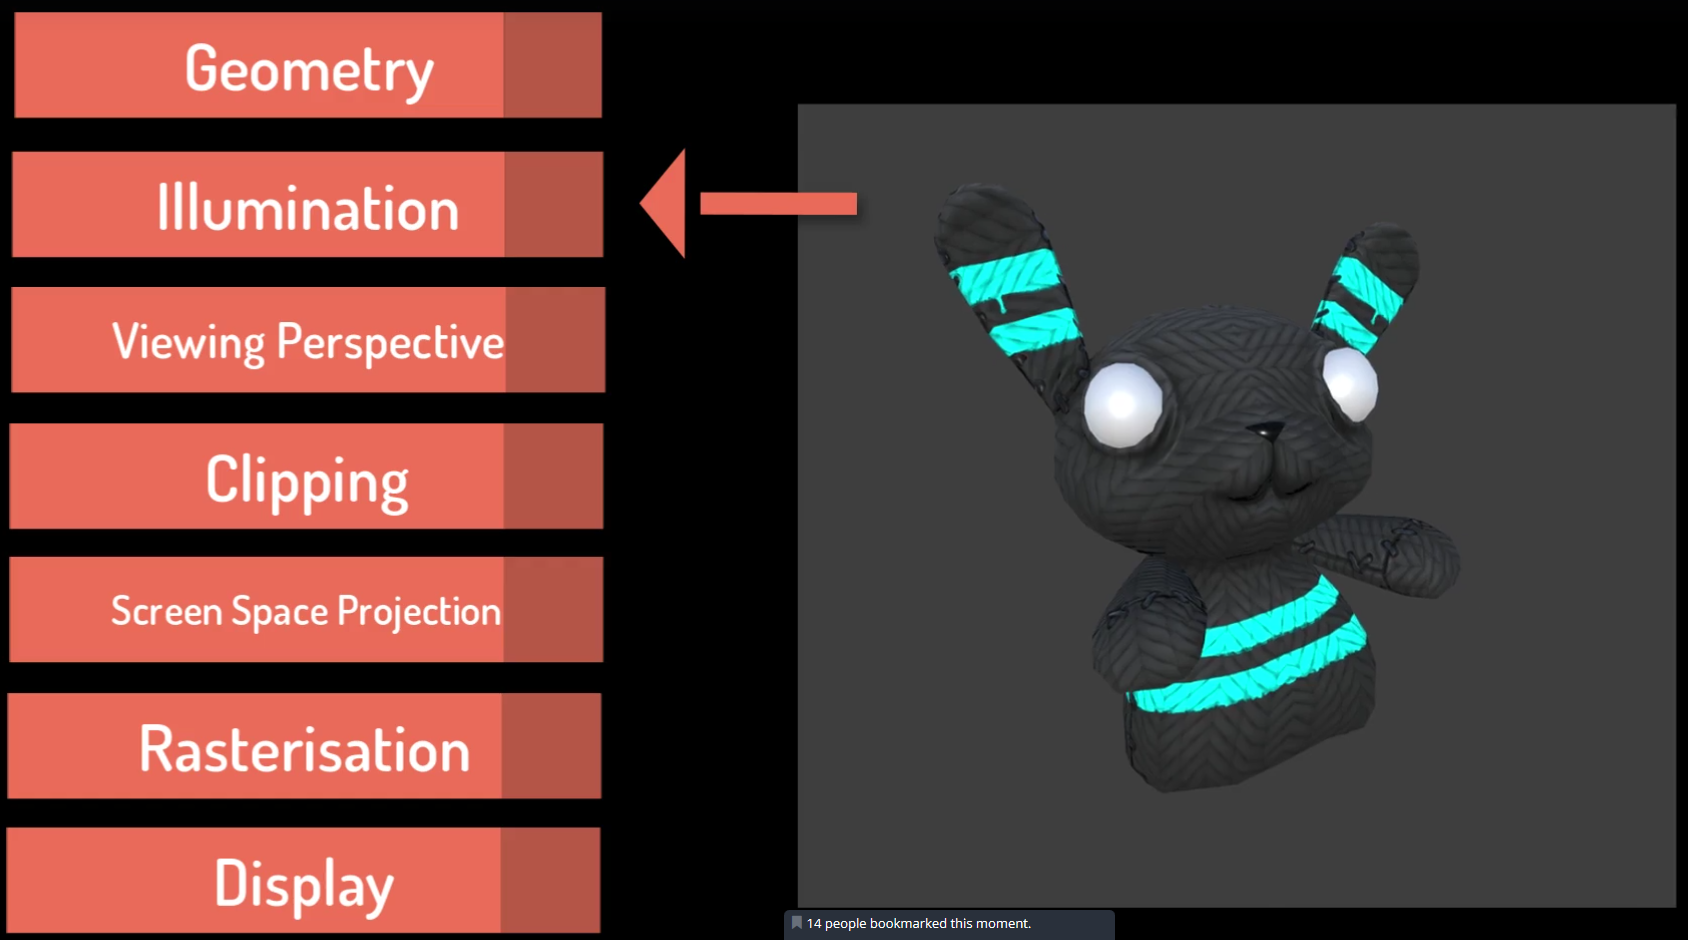 Geometry
Illumination
Viewing Perspective
Clipping
Screen Space Projection
Rasterisation
Display
14 people bookmarked this moment.